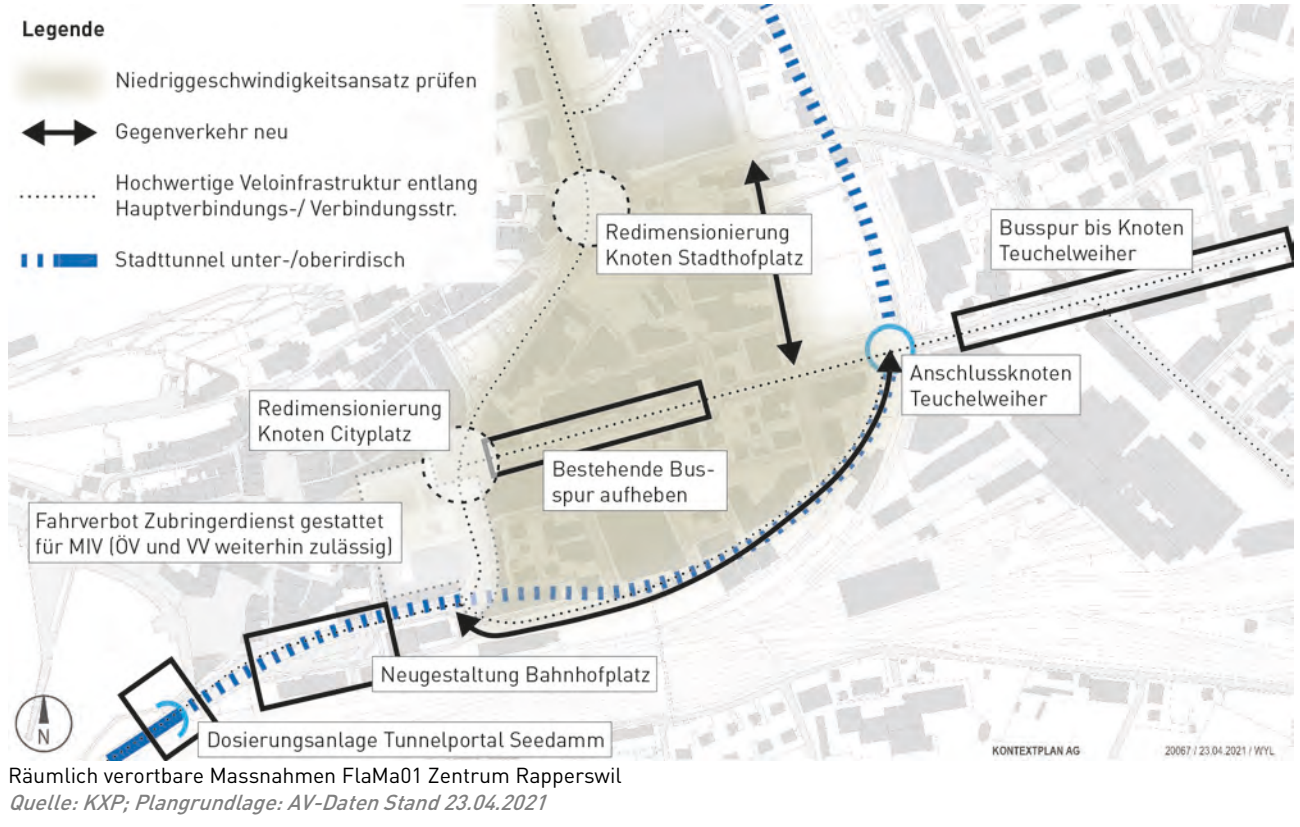 Legende
Niedriggeschwindigkeitsansatz prüfen
Gegenverkehr neu
Hochwertige Veloinfrastruktur entlang
Hauptverbindungs-/ Verbindungsstr.
Stadttunnel unter-/oberirdisch
Redimensionierung
Knoten Stadthofplatz
Busspur bis Knoten
Teuchelweiher
Anschlussknoten
Teuchelweiher
Redimensionierung
Knoten Cityplatz
Bestehende Bus-
spur aufheben
Fahrverbot Zubringerdienst gestattet
für MIV (ÖV und VV weiterhin zulässig)
Neugestaltung Bahnhofplatz
Dosierungsanlage Tunnelportal Seedamm
N
KONTEXTPLAN AG
20067 / 23.04.2021 / WYL
Räumlich verortbare Massnahmen FlaMa01 Zentrum Rapperswil
Quelle: KXP; Plangrundlage: AV-Daten Stand 23.04.2021